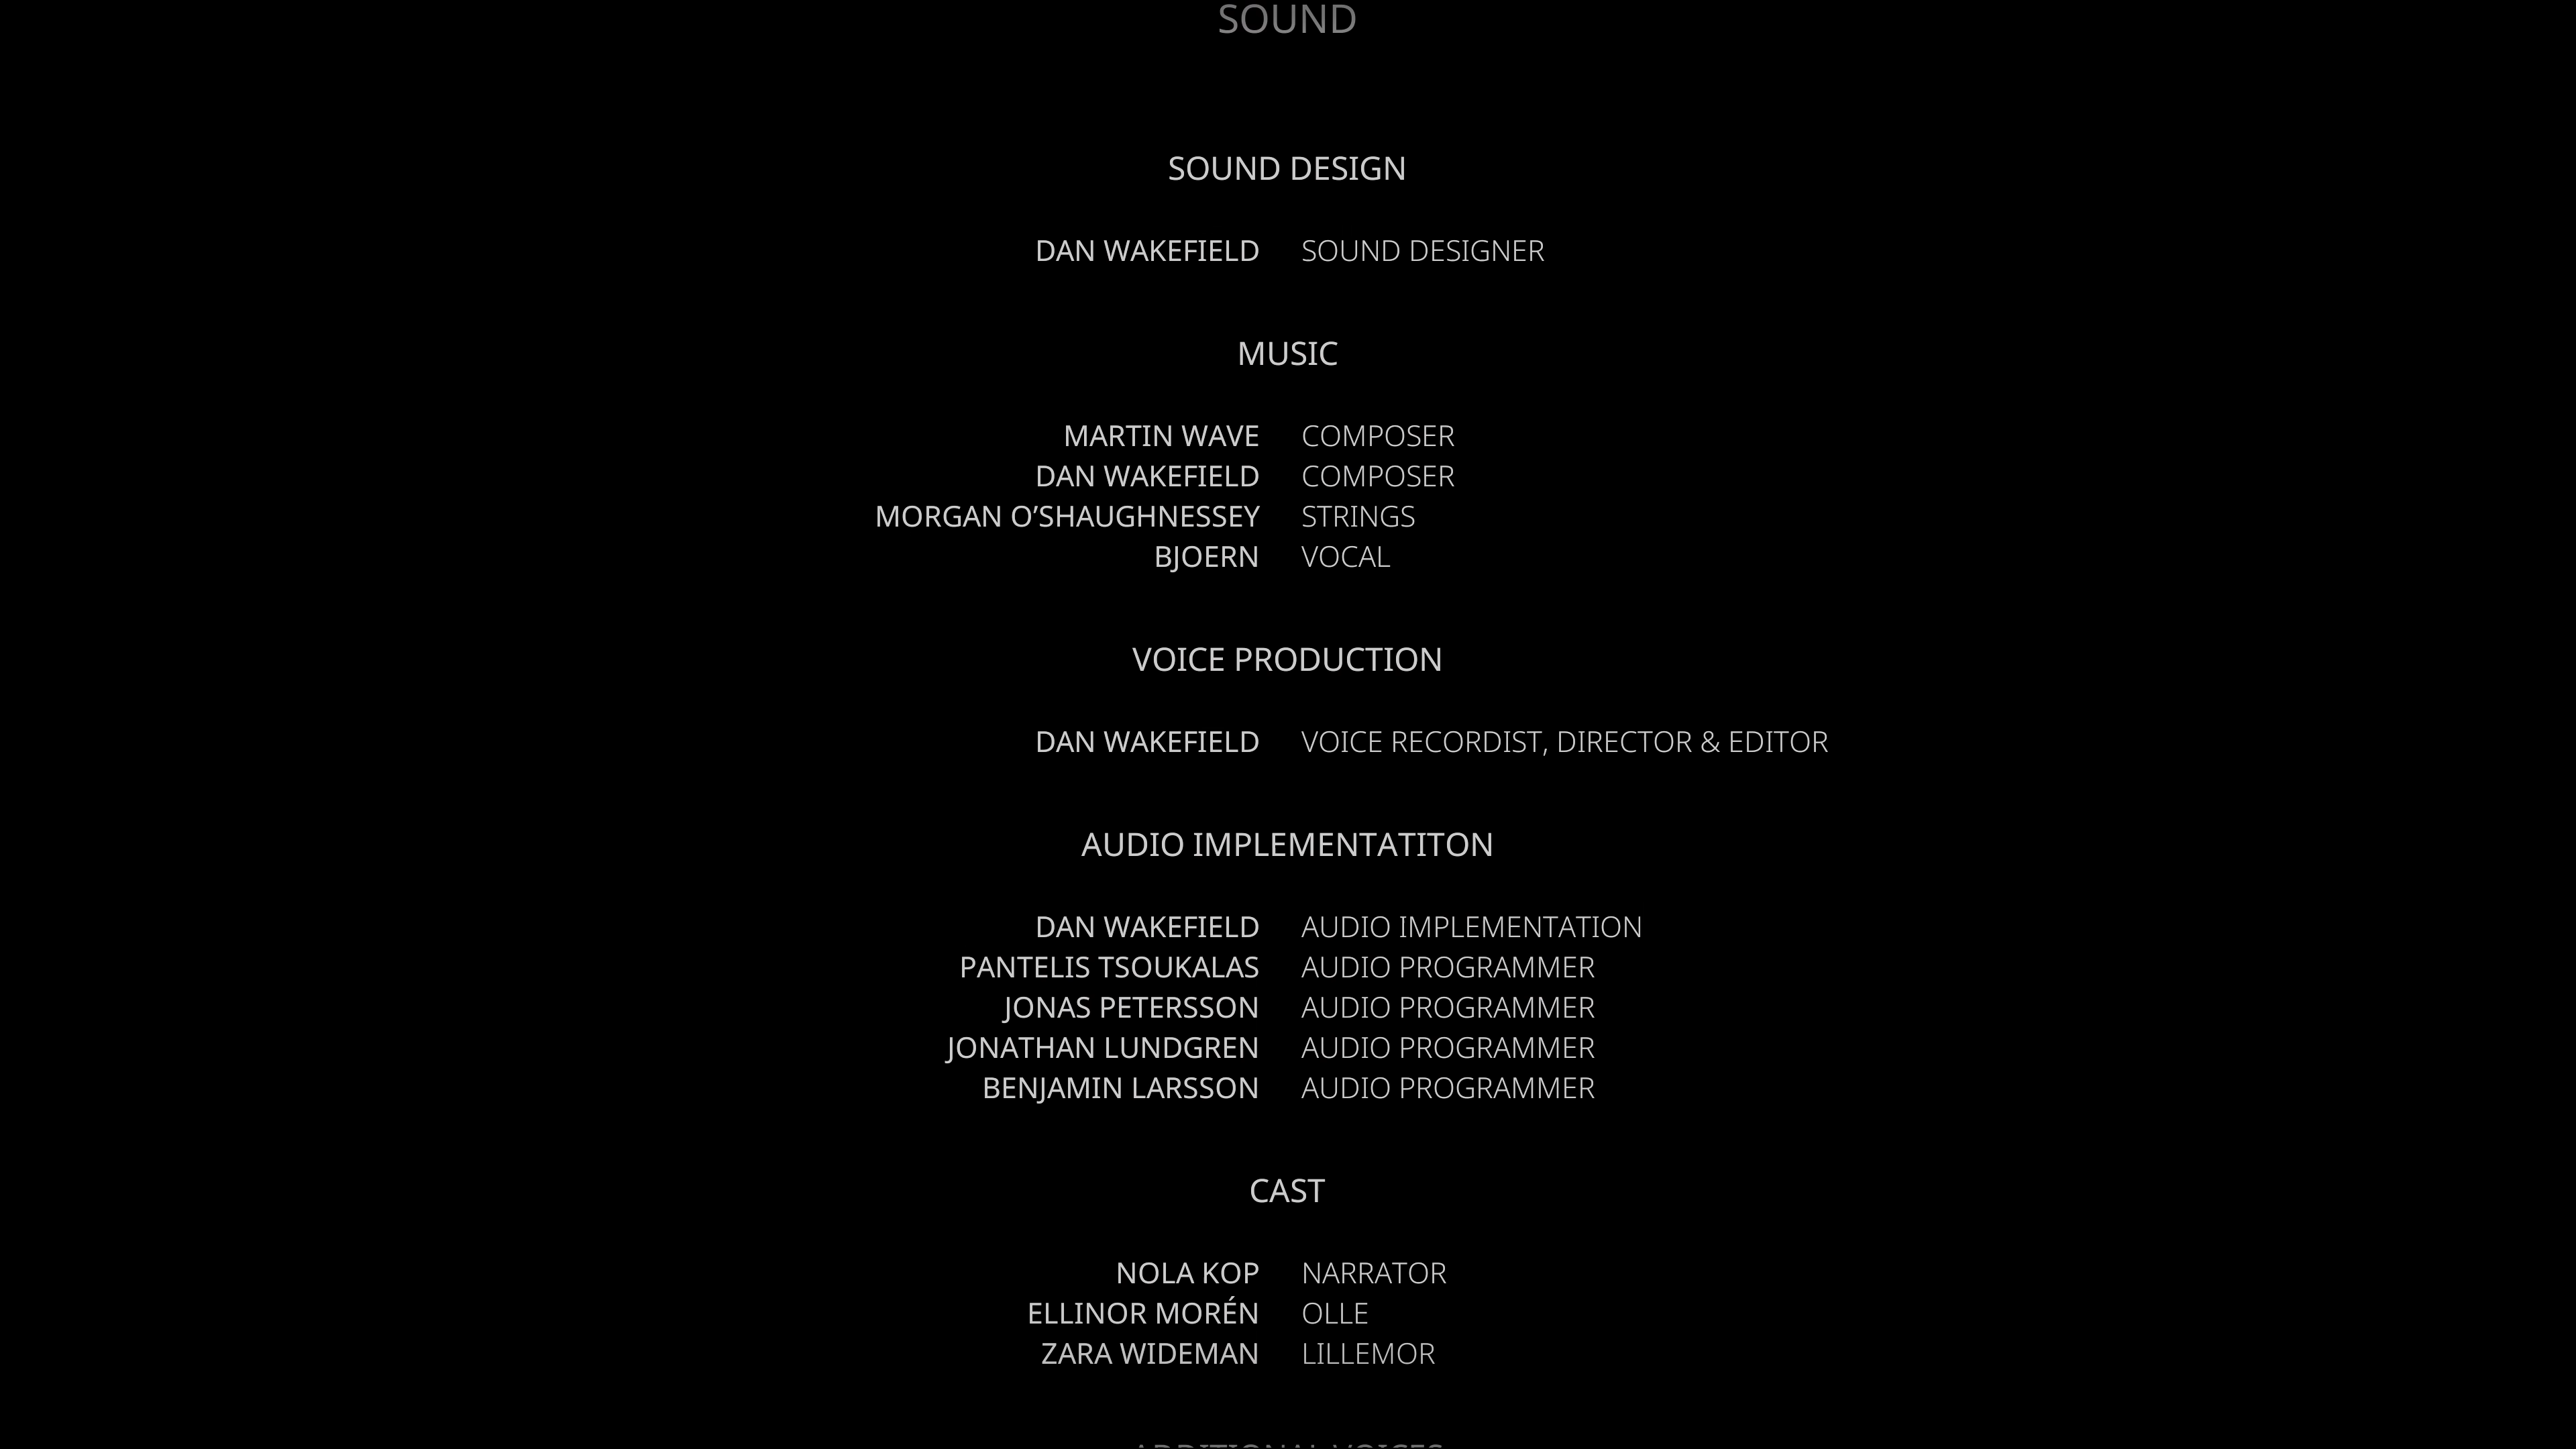 SOUND
SOUND DESIGN
DAN WAKEFIELD SOUND DESIGNER
MUSIC
MARTIN WAVE COMPOSER
DAN WAKEFIELD COMPOSER
MORGAN O’SHAUGHNESSEY STRINGS
BJOERN VOCAL
VOICE PRODUCTION
DAN WAKEFIELD VOICE RECORDIST, DIRECTOR & EDITOR
AUDIO IMPLEMENTATITON
DAN WAKEFIELD AUDIO IMPLEMENTATION
PANTELIS TSOUKALAS AUDIO PROGRAMMER
JONAS PETERSSON AUDIO PROGRAMMER
JONATHAN LUNDGREN AUDIO PROGRAMMER
BENJAMIN LARSSON AUDIO PROGRAMMER
CAST
NOLA KOP NARRATOR
ELLINOR MORÉN OLLE
ZARA WIDEMAN LILLEMOR
ADDITIONAL VOICES